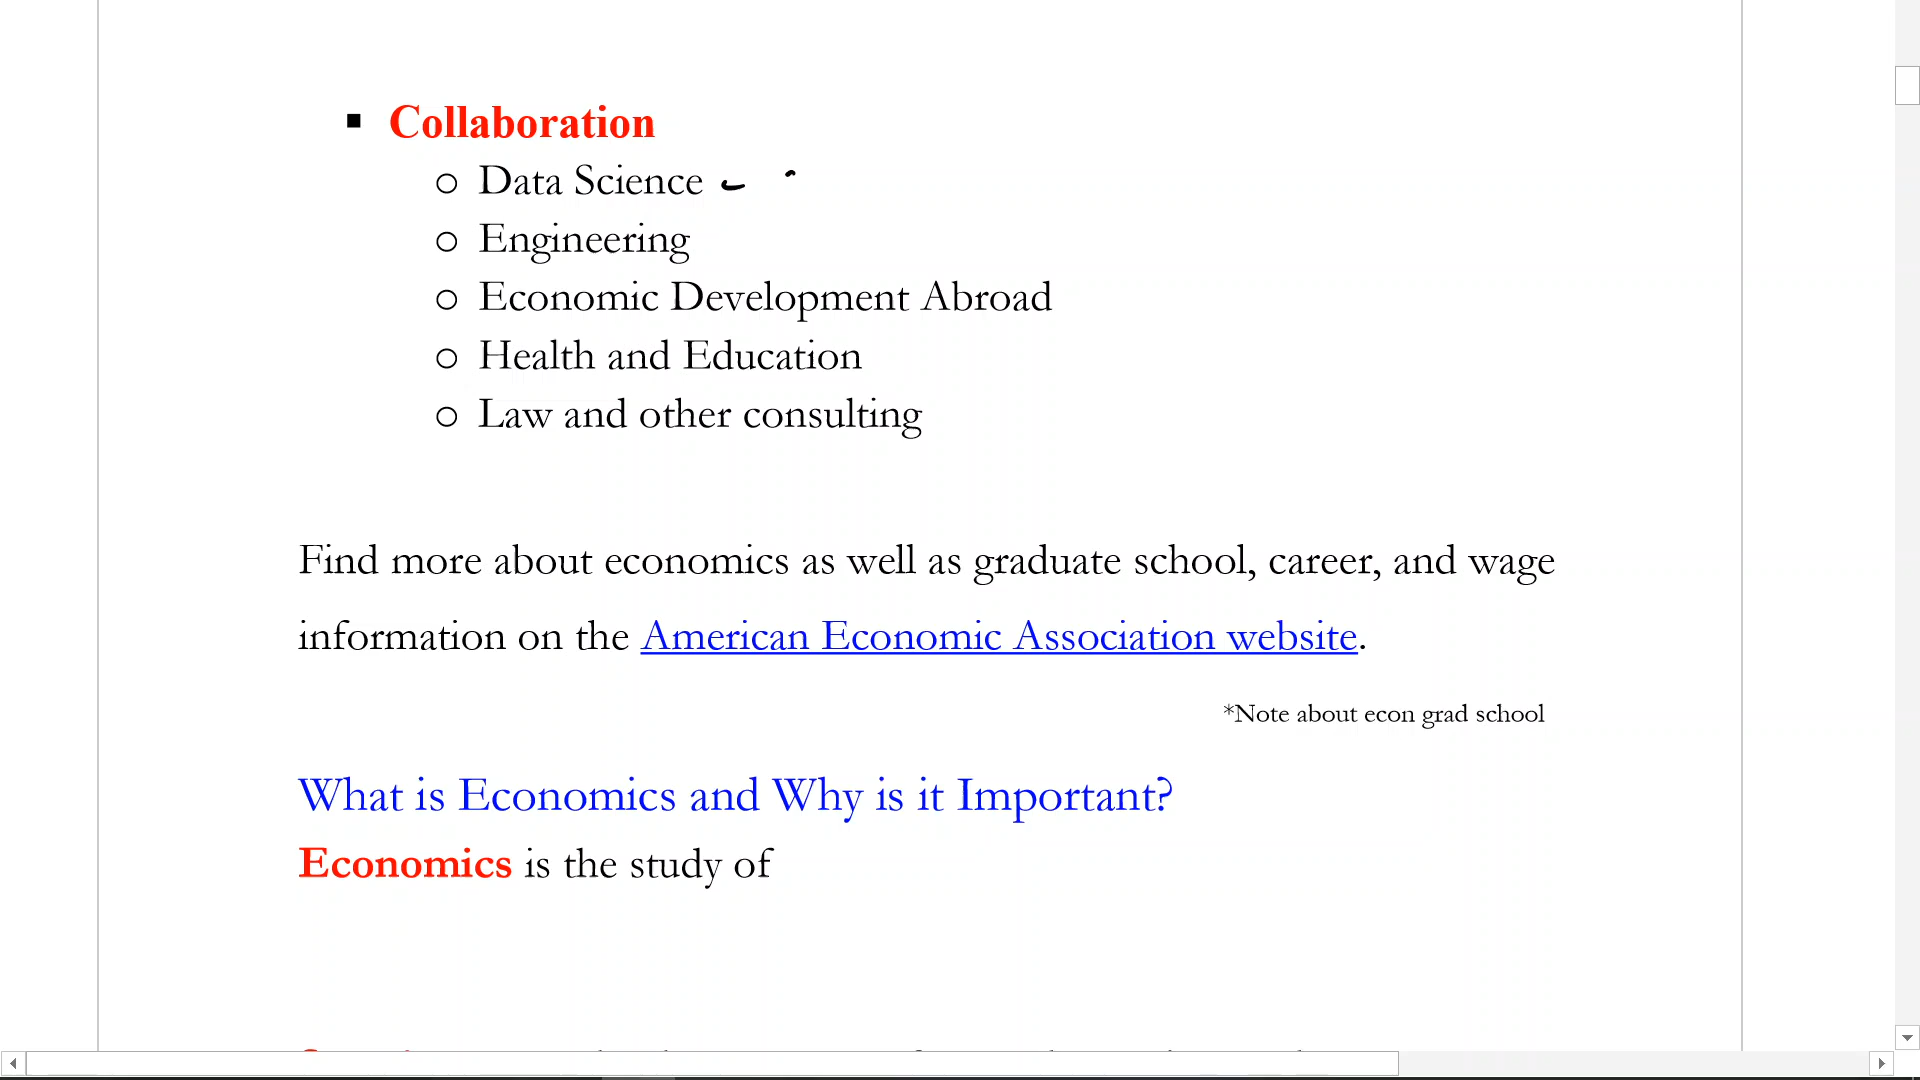 ▪ Collaboration
o Data Science
o Engineering
o Economic Development Abroad
o Health and Education
o Law and other consulting
Find more about economics as well as graduate school, career, and wage
information on the American Economic Association website.
*Note about econ grad school
What is Economics and Why is it Important?
Economics is the study of